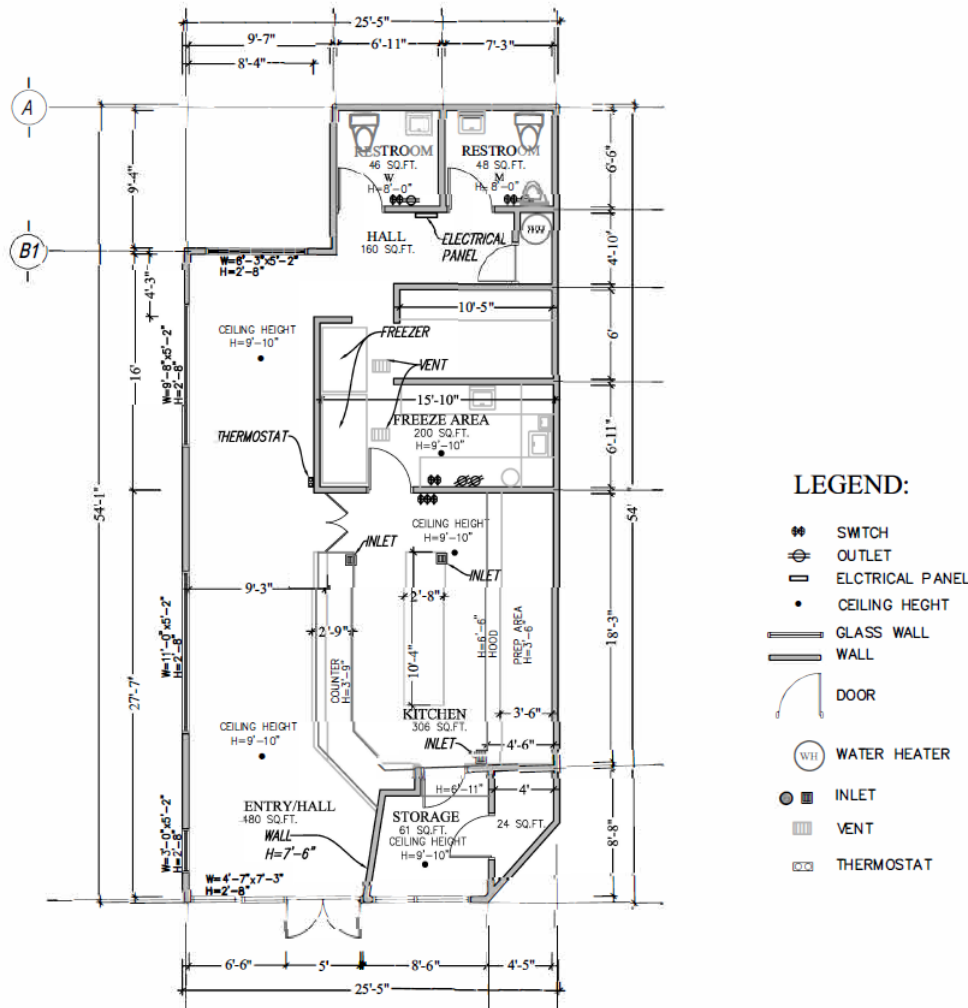 25'-5"
9'-7"
6'-11"
7'-3"
8'-4"
A
B1
RESTROOM
46 SQ.FT.
W
H=8'-0"
RESTROOM
48 SQ.FT.
M
H=8'-0"
9'-4"
6'-6"
HALL
160 SQ.FT.
ELECTRICAL
PANEL
WH
4'-10"
W=6'-3"x5'-2"
H=2'-8"
4'-3"
10'-5"
6'
CEILING HEIGHT
H=9'-10"
FREEZER
VENT
W=9'-8"x5'-2"
H=2'-8"
16'
15'-10"
FREEZE AREA
200 SQ.FT.
H=9'-10"
6'-11"
THERMOSTAT
54'-1"
54'
CEILING HEIGHT
H=9'-10"
INLET
INLET
9'-3"
2'-8"
2'-9"
10'-4"
COUNTER
H=3'-9"
H=6'-6"
HOOD
PREP AREA
H=3'-6"
18'-3"
W=11'-0"x5'-2"
H=2'-8"
27'-7"
KITCHEN
306 SQ.FT.
3'-6"
CEILING HEIGHT
H=9'-10"
INLET
4'-6"
H=6'-11"
4'
ENTRY/HALL
480 SQ.FT.
WALL
H=7'-6"
STORAGE
61 SQ.FT.
CEILING HEIGHT
H=9'-10"
24 SQ.FT.
8'-8"
W=3'-0"x5'-2"
H=2'-8"
W=4'-7"x7'-3"
H=2'-8"
6'-6"
5'
8'-6"
4'-5"
25'-5"
LEGEND:
SWITCH
OUTLET
ELCTRICAL PANEL
CEILING HEGHT
GLASS WALL
WALL
DOOR
WH
WATER HEATER
INLET
VENT
THERMOSTAT